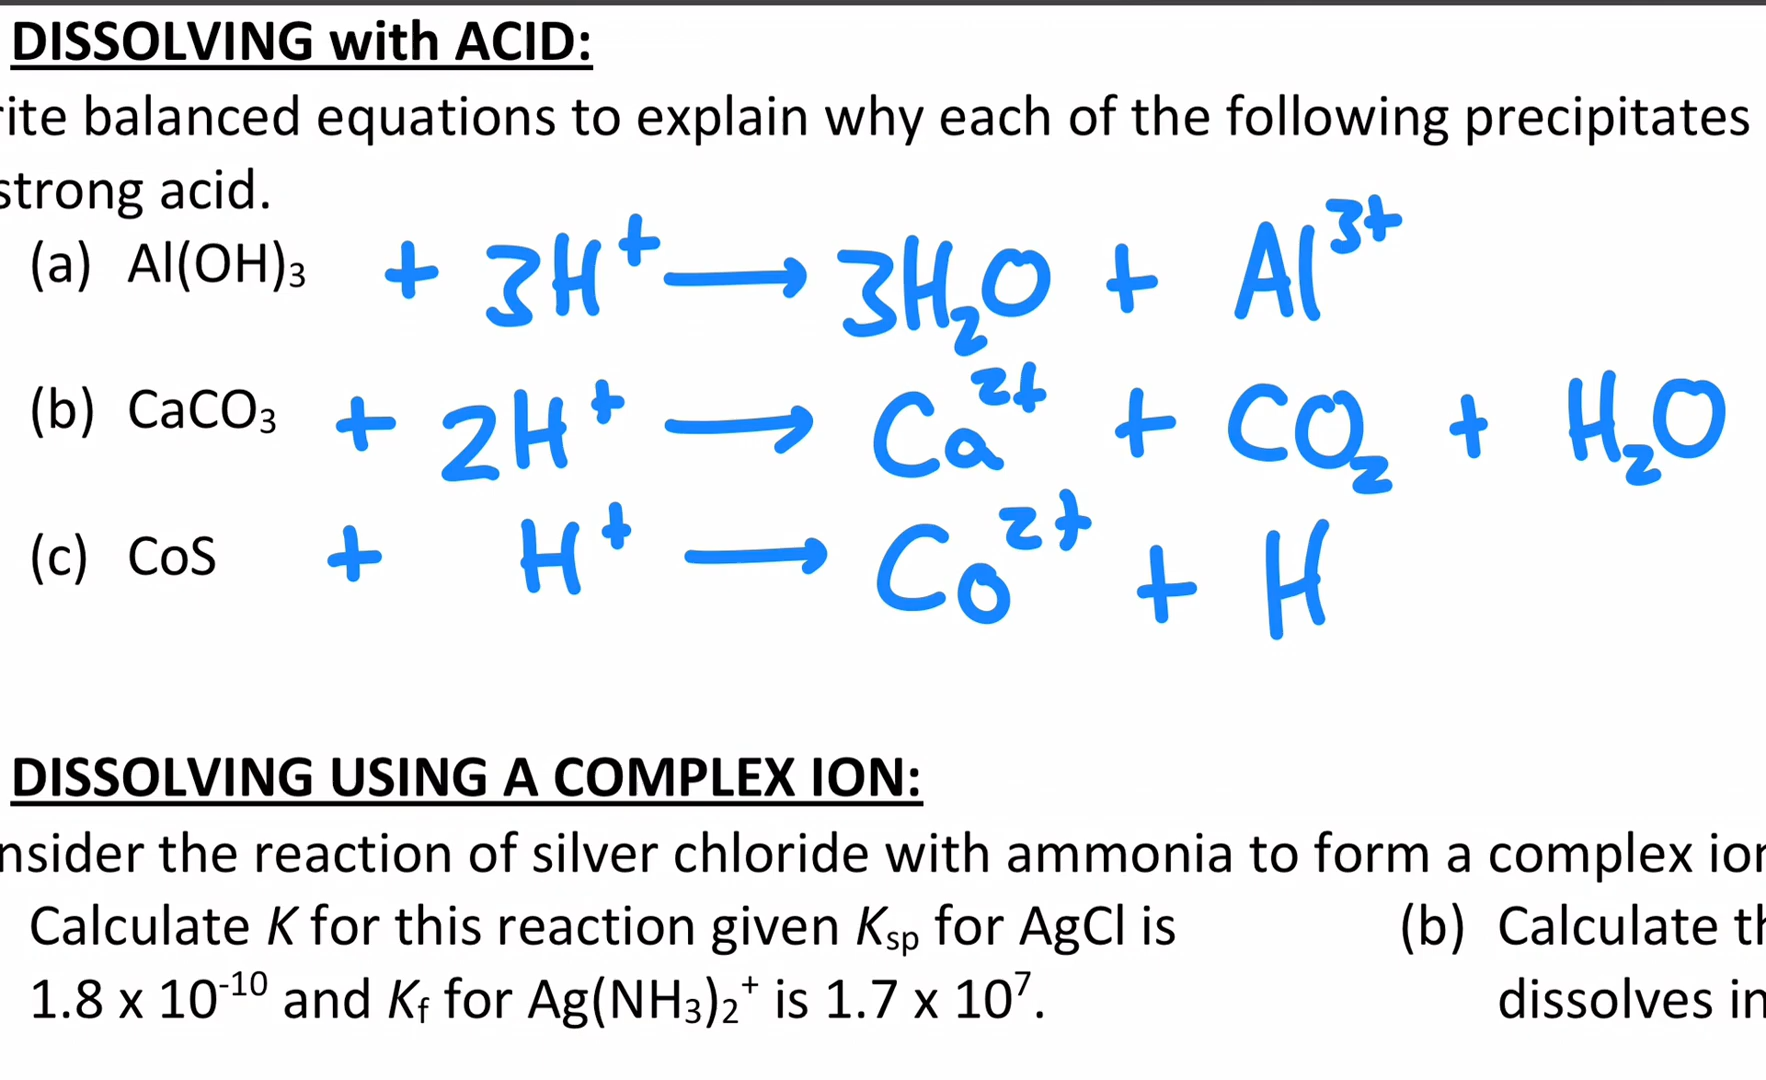 DISSOLVING with ACID:
ite balanced equations to explain why each of the following precipitates
strong acid.
(a) Al(OH)₃ + 3H⁺ → 3H₂O + Al³⁺
(b) CaCO₃ + 2H⁺ → Ca²⁺ + CO₂ + H₂O
(c) CoS + H⁺ → Co²⁺ + H
DISSOLVING USING A COMPLEX ION:
nsider the reaction of silver chloride with ammonia to form a complex ion
Calculate K for this reaction given Ksp for AgCl is
1.8 x 10⁻¹⁰ and Kf for Ag(NH₃)₂⁺ is 1.7 x 10⁷.
(b) Calculate th
dissolves in